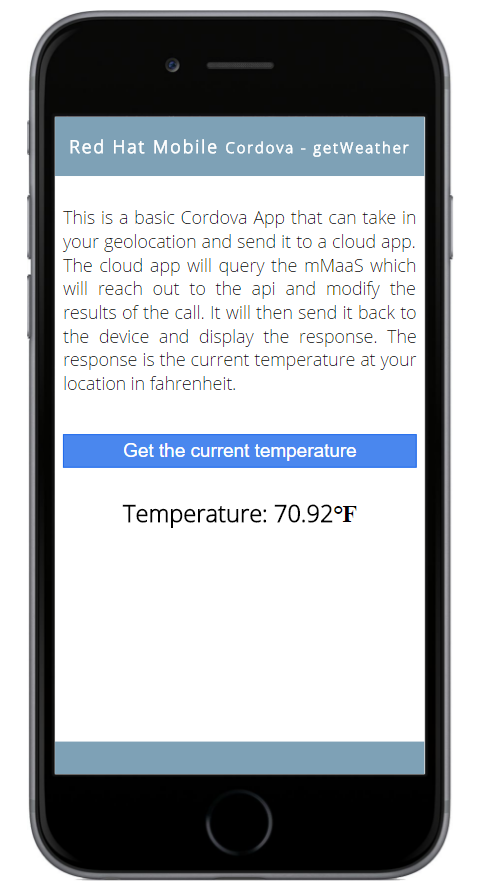 Red Hat Mobile Cordova - getWeather
This is a basic Cordova App that can take in
your geolocation and send it to a cloud app.
The cloud app will query the mMaaS which
will reach out to the api and modify the
results of the call. It will then send it back to
the device and display the response. The
response is the current temperature at your
location in fahrenheit.
Get the current temperature
Temperature: 70.92°F